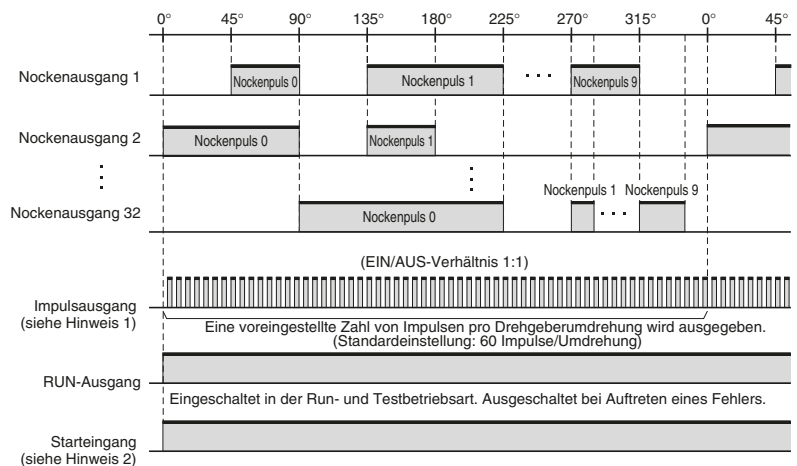 0° 45° 90° 135° 180° 225° 270° 315° 0° 45°
Nockenausgang 1
Nockenpuls 0
Nockenpuls 1
Nockenpuls 9
Nockenausgang 2
Nockenpuls 0
Nockenpuls 1
Nockenpuls 1 Nockenpuls 9
Nockenausgang 32
Nockenpuls 0
(EIN/AUS-Verhältnis 1:1)
Impulsausgang
(siehe Hinweis 1)
Eine voreingestellte Zahl von Impulsen pro Drehgeberumdrehung wird ausgegeben.
(Standardeinstellung: 60 Impulse/Umdrehung)
RUN-Ausgang
Eingeschaltet in der Run- und Testbetriebsart. Ausgeschaltet bei Auftreten eines Fehlers.
Starteingang
(siehe Hinweis 2)